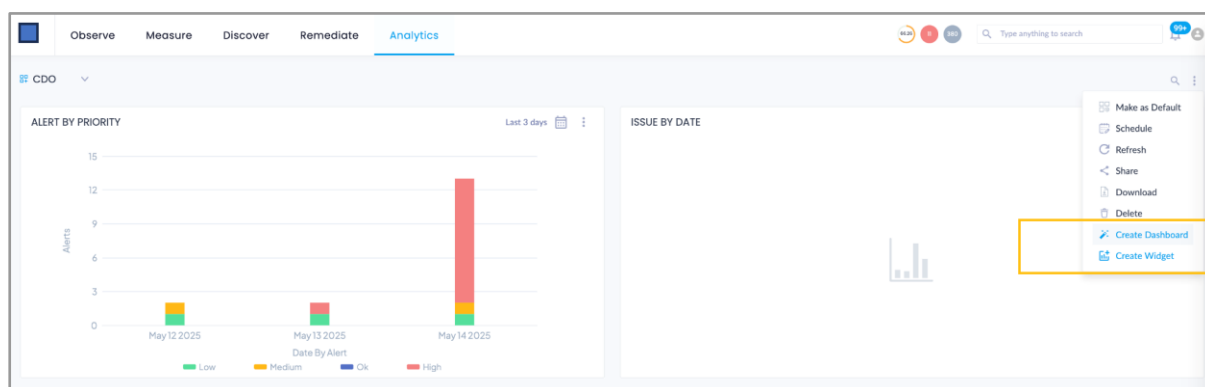 Observe Measure Discover Remediate Analytics Type anything to search 99+
CDO
ALERT BY PRIORITY Last 3 days
15
12
9
6
3
0
Alerts
May 12 2025 May 13 2025 May 14 2025
Date By Alert
Low Medium Ok High
ISSUE BY DATE
Make as Default
Schedule
Refresh
Share
Download
Delete
Create Dashboard
Create Widget